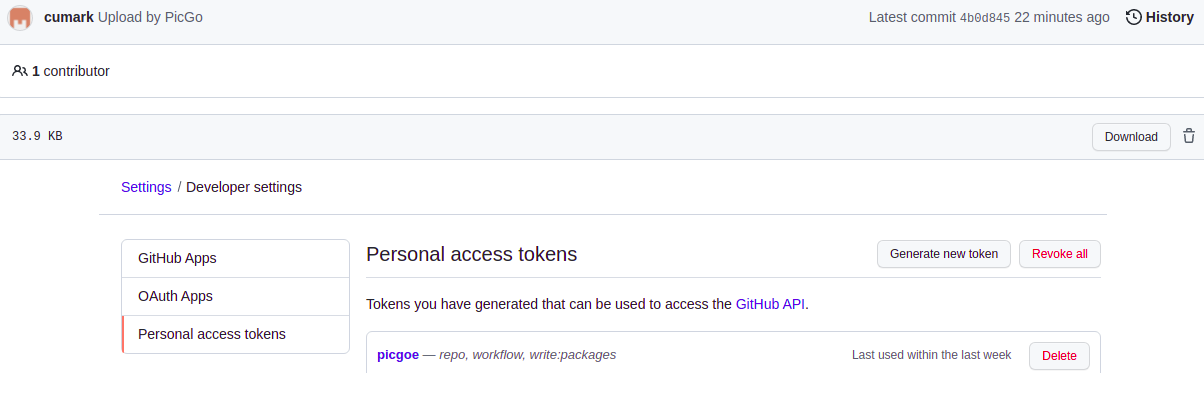 cumark Upload by PicGo Latest commit 4b0d845 22 minutes ago History
1 contributor
33.9 KB Download
Settings / Developer settings
GitHub Apps
OAuth Apps
Personal access tokens
Personal access tokens Generate new token Revoke all
Tokens you have generated that can be used to access the GitHub API.
picgoe — repo, workflow, write:packages Last used within the last week Delete